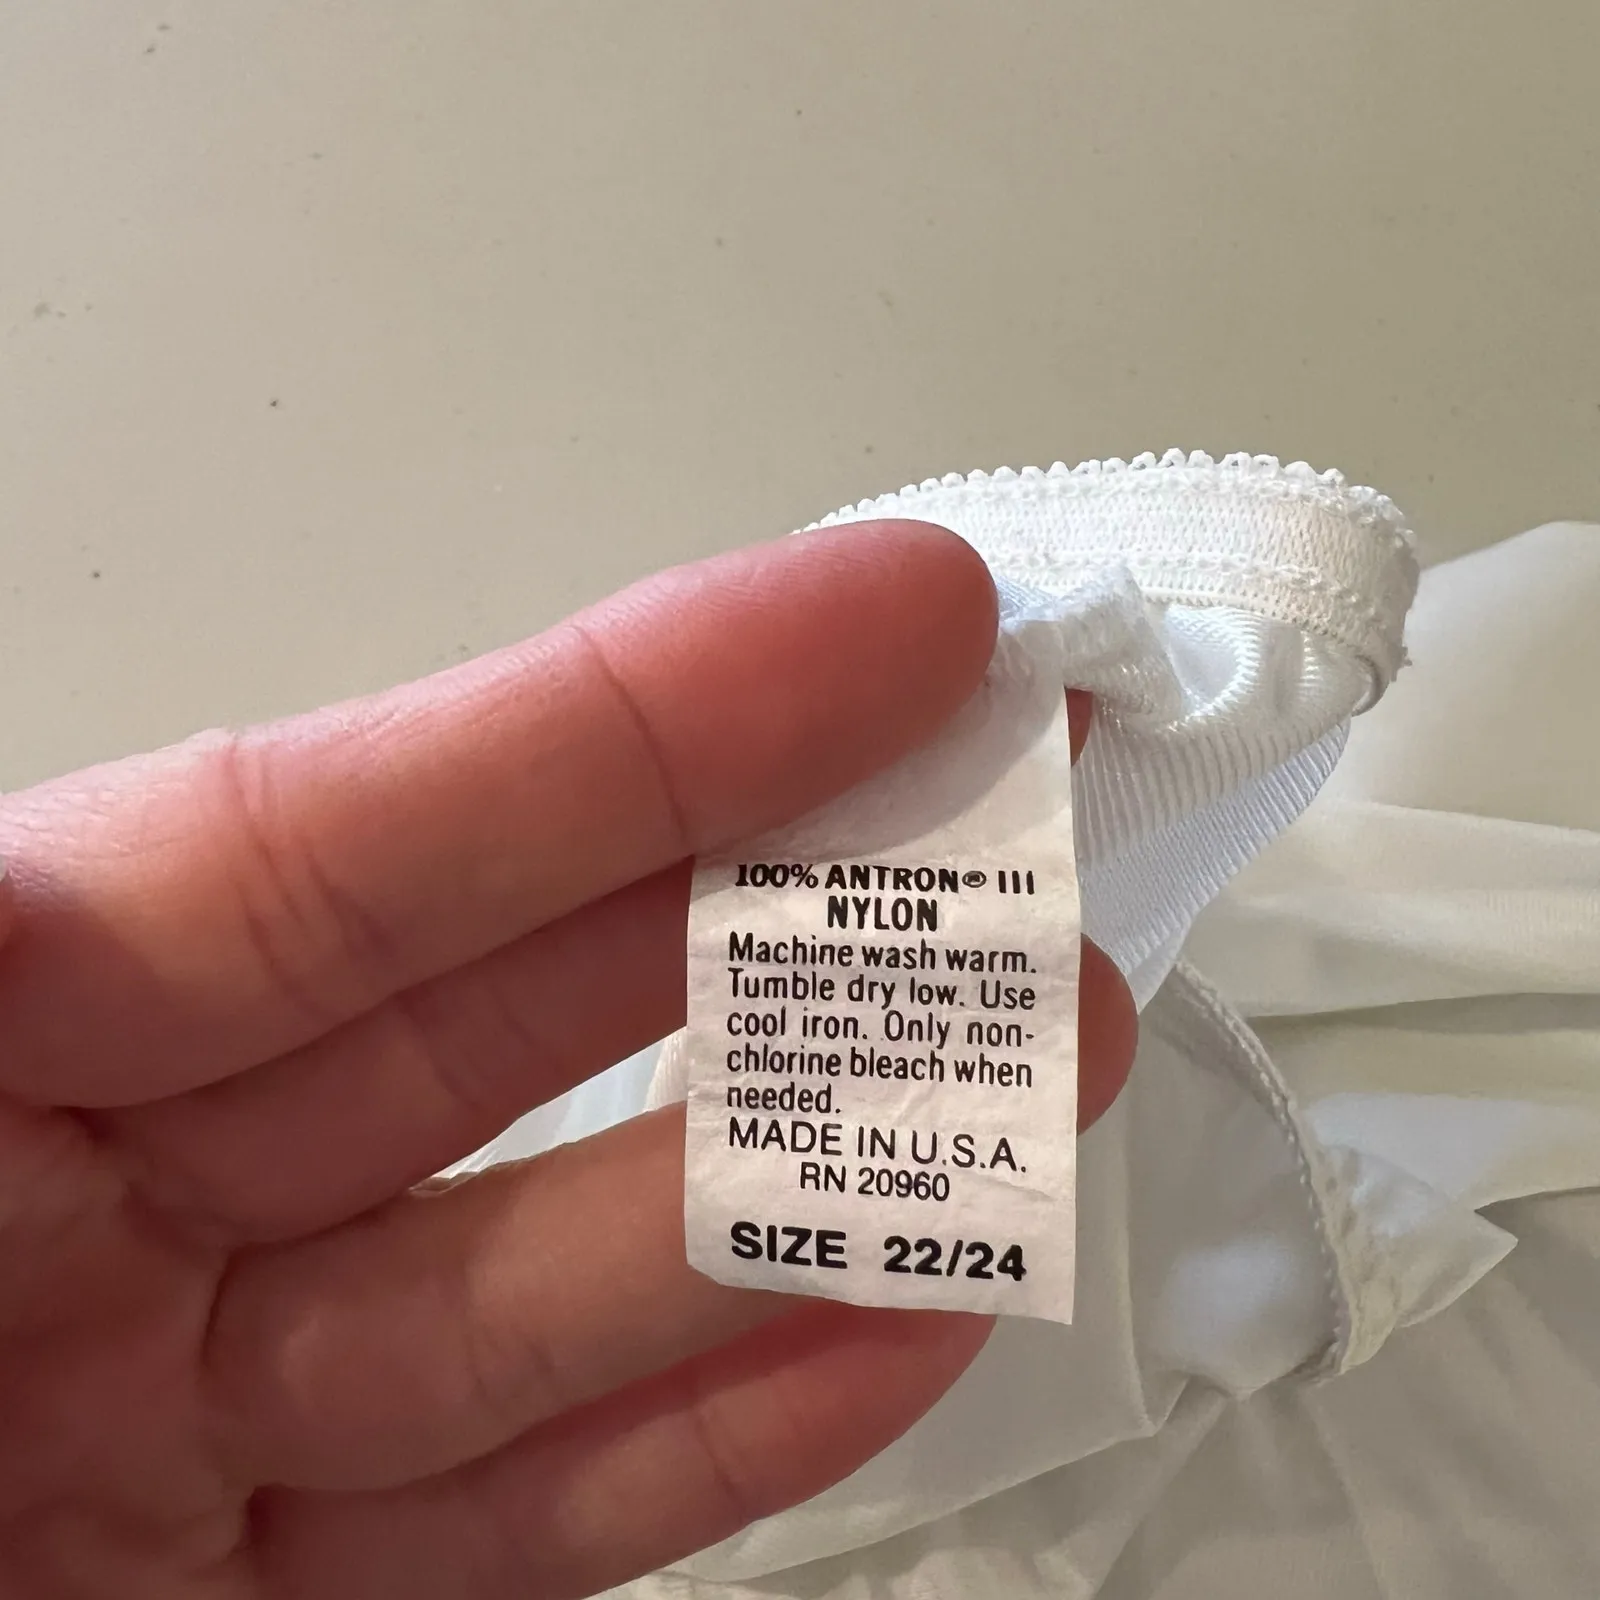 100% ANTRON® III
NYLON
Machine wash warm.
Tumble dry low. Use
cool iron. Only non-
chlorine bleach when
needed.
MADE IN U.S.A.
RN 20960
SIZE 22/24